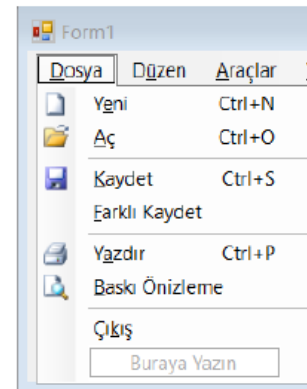 Form1
Dosya Düzen Araçlar
Yeni Ctrl+N
Aç Ctrl+O
Kaydet Ctrl+S
Farklı Kaydet
Yazdır Ctrl+P
Baskı Önizleme
Çıkış
Buraya Yazın